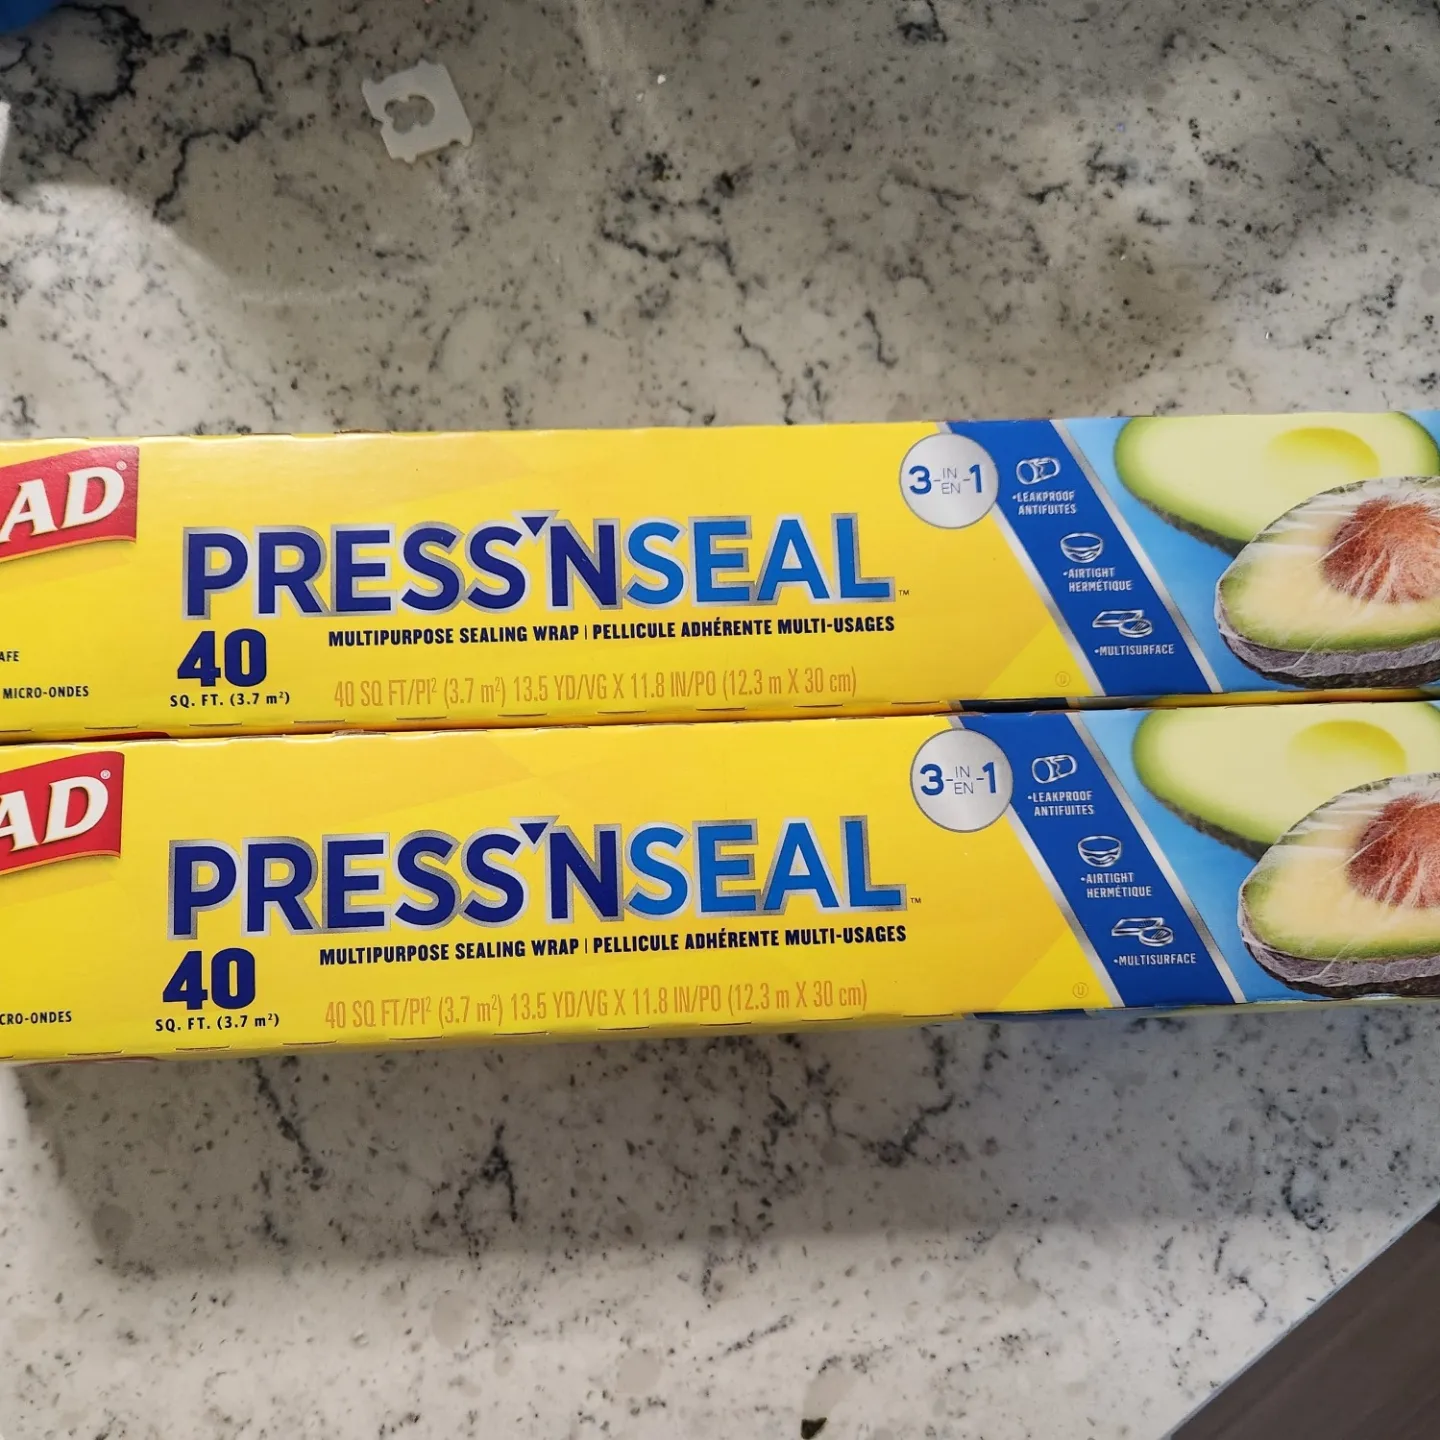 AD®
PRESS'NSEAL™
MULTIPURPOSE SEALING WRAP | PELLICULE ADHÉRENTE MULTI-USAGES
40
SQ. FT. (3.7 m²)
40 SQ FT/PI² (3.7 m²) 13.5 YD/VG X 11.8 IN/PO (12.3 m X 30 cm)
AFE
MICRO-ONDES
3-IN-1
EN
•LEAKPROOF
ANTIFUITES
•AIRTIGHT
HERMÉTIQUE
•MULTISURFACE
U
AD®
PRESS'NSEAL™
MULTIPURPOSE SEALING WRAP | PELLICULE ADHÉRENTE MULTI-USAGES
40
SQ. FT. (3.7 m²)
40 SQ FT/PI² (3.7 m²) 13.5 YD/VG X 11.8 IN/PO (12.3 m X 30 cm)
CRO-ONDES
3-IN-1
EN
•LEAKPROOF
ANTIFUITES
•AIRTIGHT
HERMÉTIQUE
•MULTISURFACE
U